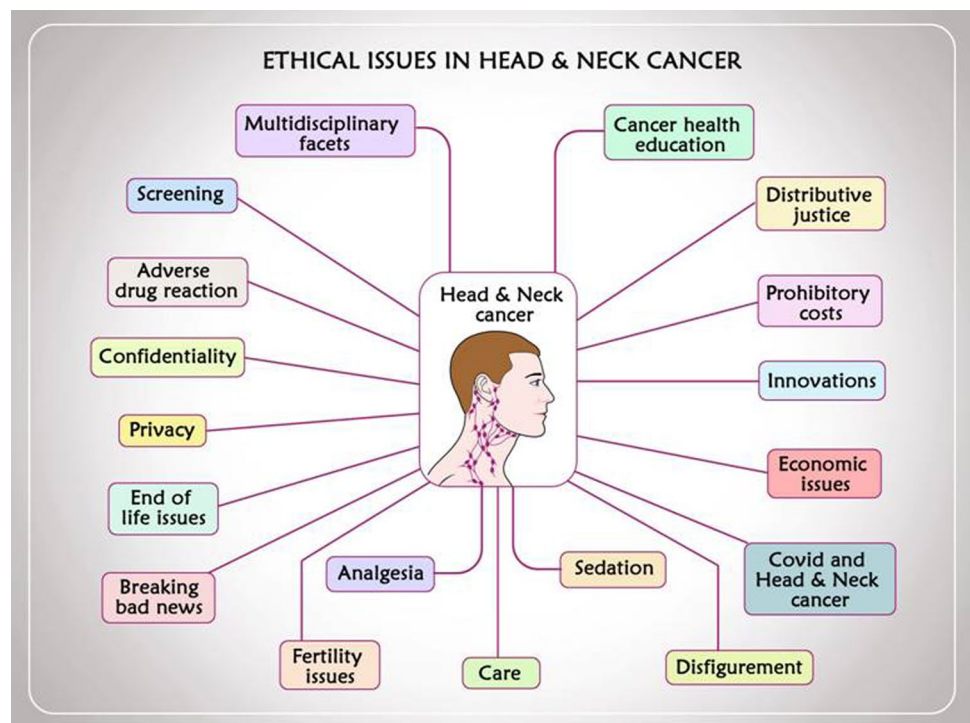 ETHICAL ISSUES IN HEAD & NECK CANCER
Multidisciplinary
facets
Cancer health
education
Screening
Distributive
justice
Adverse
drug reaction
Head & Neck
cancer
Prohibitory
costs
Confidentiality
Innovations
Privacy
Economic
issues
End of
life issues
Breaking
bad news
Analgesia
Sedation
Covid and
Head & Neck
cancer
Fertility
issues
Care
Disfigurement